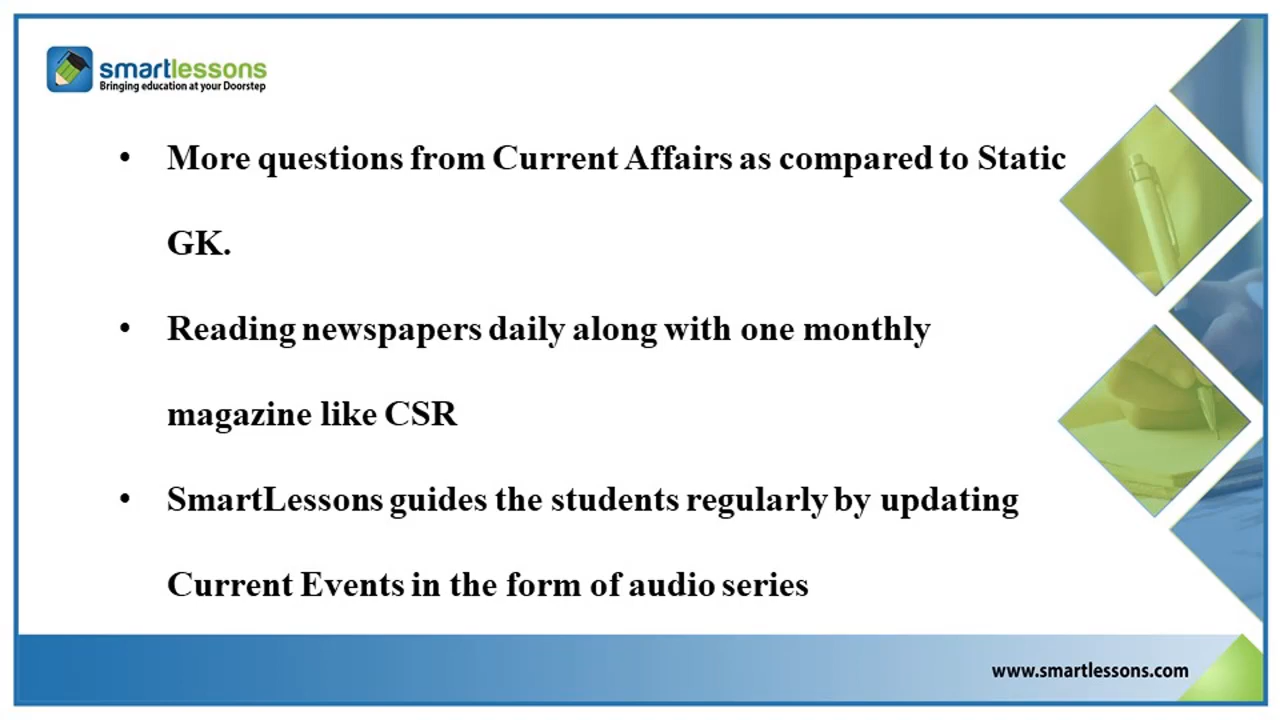 smartlessons
Bringing education at your Doorstep
• More questions from Current Affairs as compared to Static
GK.
• Reading newspapers daily along with one monthly
magazine like CSR
• SmartLessons guides the students regularly by updating
Current Events in the form of audio series
www.smartlessons.com